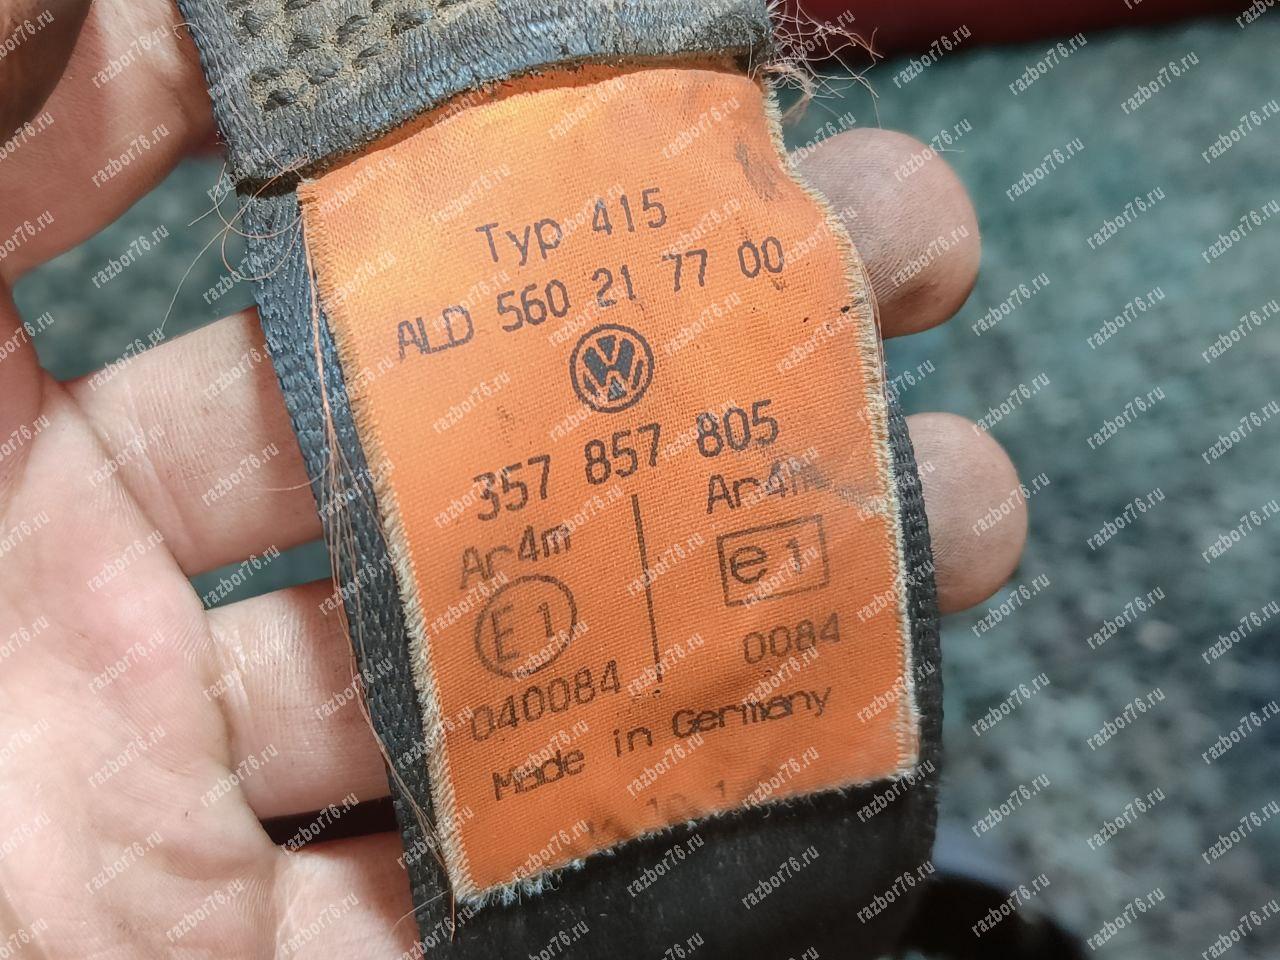 Typ 415
ALD 560 21 77 00
VW
357 857 805
Ar4m Ar4m
E 1 e 1
040084 0084
Made in Germany
razbor76.ru